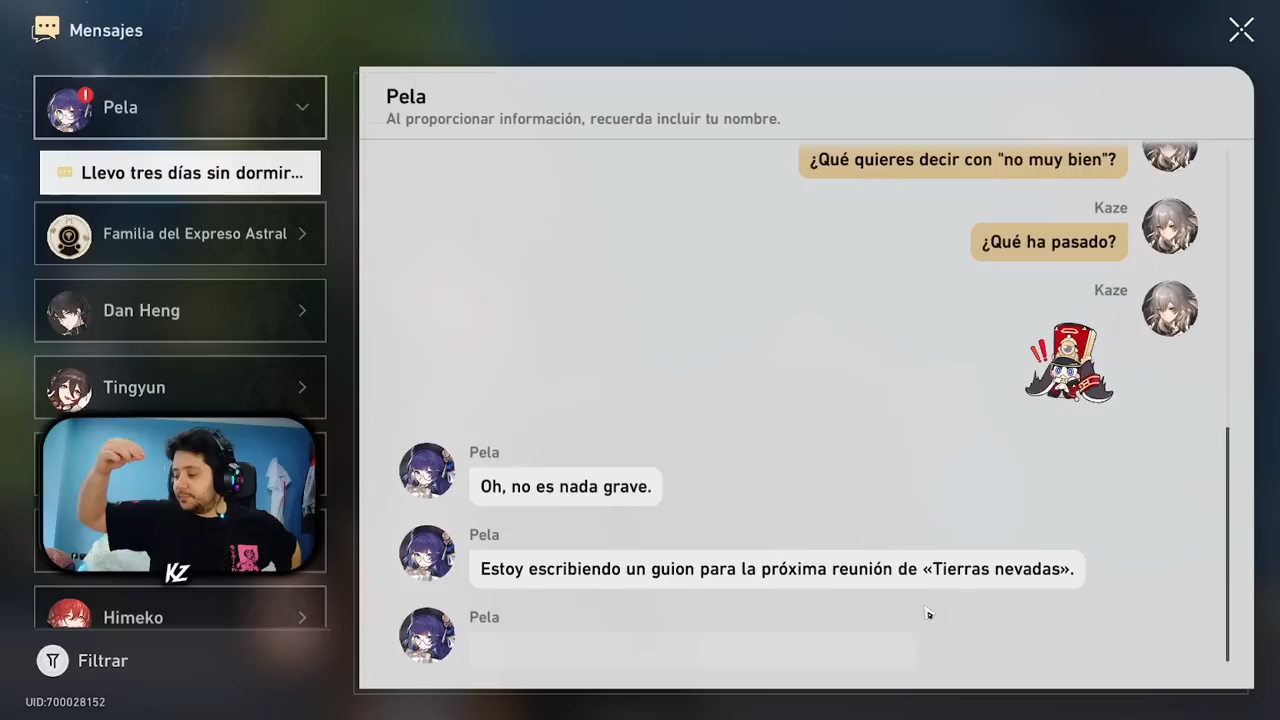 Mensajes
Pela
Llevo tres días sin dormir...
Familia del Expreso Astral
Dan Heng
Tingyun
KZ
Himeko
Filtrar
UID:700028152
Pela
Al proporcionar información, recuerda incluir tu nombre.
¿Qué quieres decir con "no muy bien"?
Kaze
¿Qué ha pasado?
Kaze
Pela
Oh, no es nada grave.
Pela
Estoy escribiendo un guion para la próxima reunión de «Tierras nevadas».
Pela